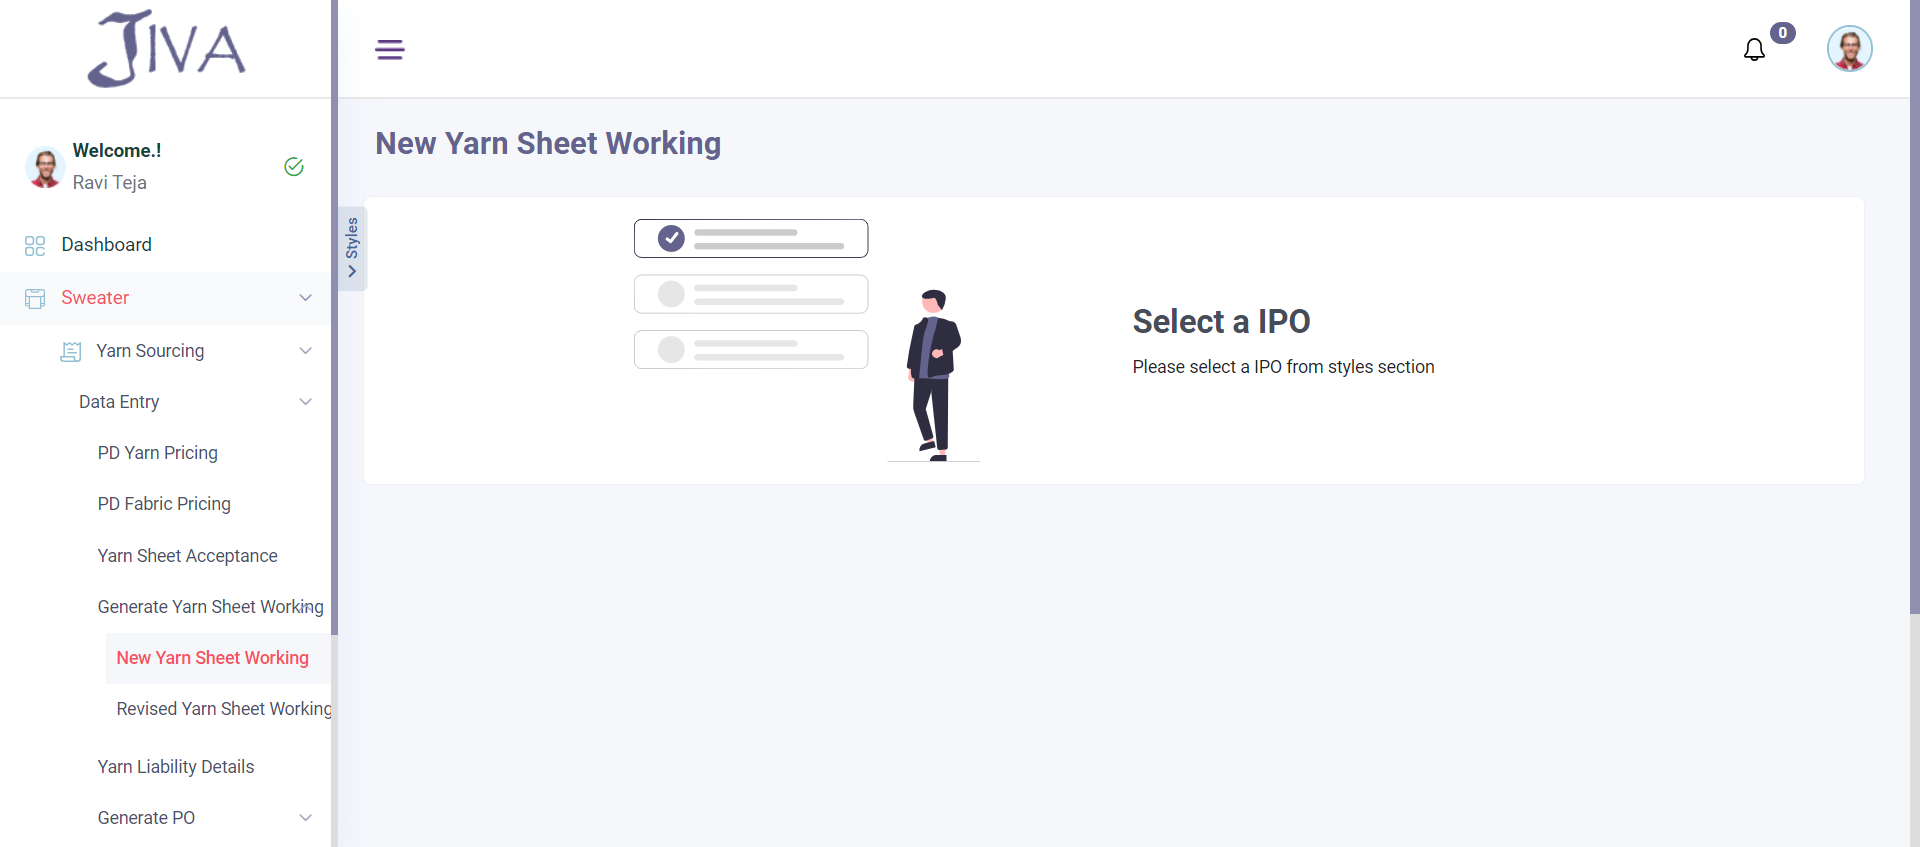 JIVA
0
Welcome.!
Ravi Teja
Dashboard
Sweater
Yarn Sourcing
Data Entry
PD Yarn Pricing
PD Fabric Pricing
Yarn Sheet Acceptance
Generate Yarn Sheet Working
New Yarn Sheet Working
Revised Yarn Sheet Working
Yarn Liability Details
Generate PO
Styles
New Yarn Sheet Working
Select a IPO
Please select a IPO from styles section